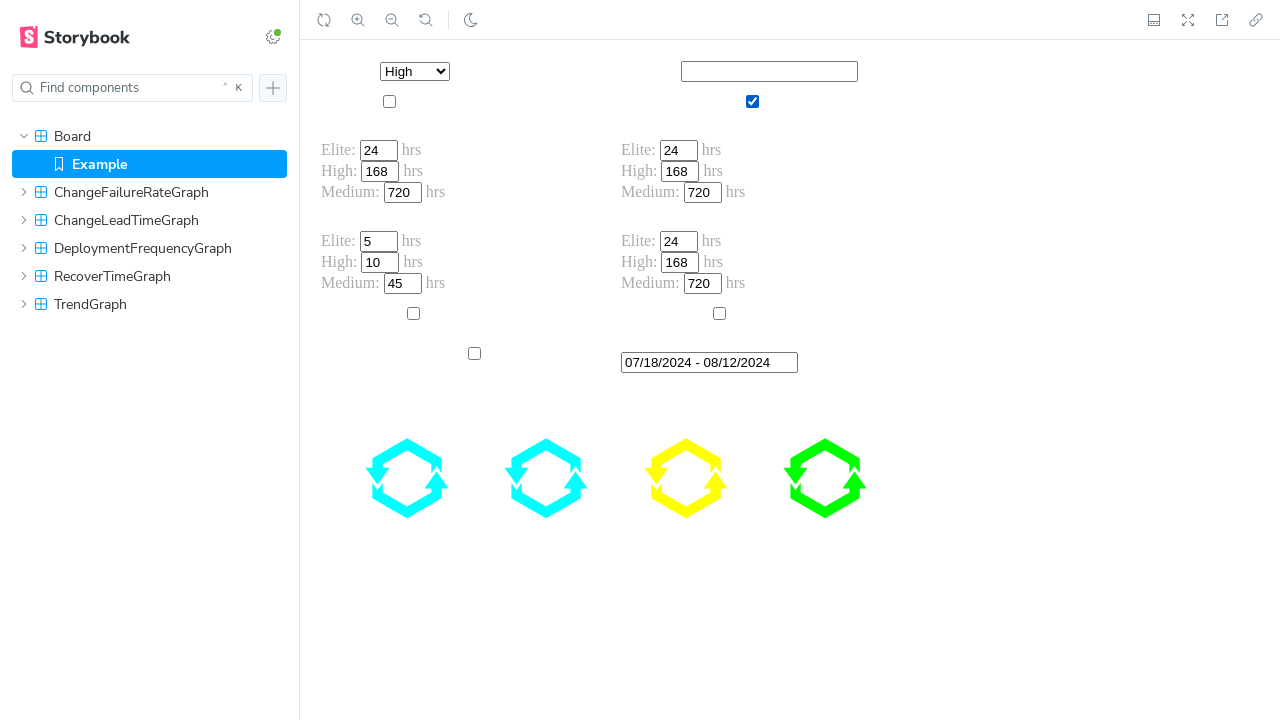 Storybook
Find components
^ K
Board
Example
ChangeFailureRateGraph
ChangeLeadTimeGraph
DeploymentFrequencyGraph
RecoverTimeGraph
TrendGraph
High
Elite: 24 hrs
High: 168 hrs
Medium: 720 hrs
Elite: 24 hrs
High: 168 hrs
Medium: 720 hrs
Elite: 5 hrs
High: 10 hrs
Medium: 45 hrs
Elite: 24 hrs
High: 168 hrs
Medium: 720 hrs
07/18/2024 - 08/12/2024